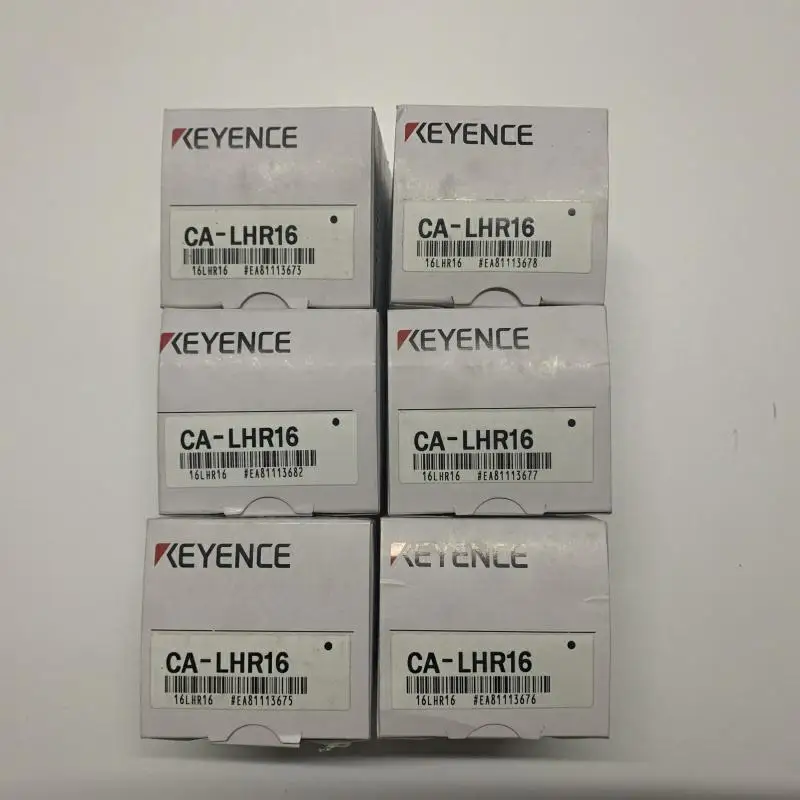 KEYENCE
CA-LHR16
16LHR16 #EA81113673
KEYENCE
CA-LHR16
16LHR16 #EA81113678
KEYENCE
CA-LHR16
16LHR16 #EA81113682
KEYENCE
CA-LHR16
16LHR16 #EA81113677
KEYENCE
CA-LHR16
16LHR16 #EA81113675
KEYENCE
CA-LHR16
16LHR16 #EA81113676